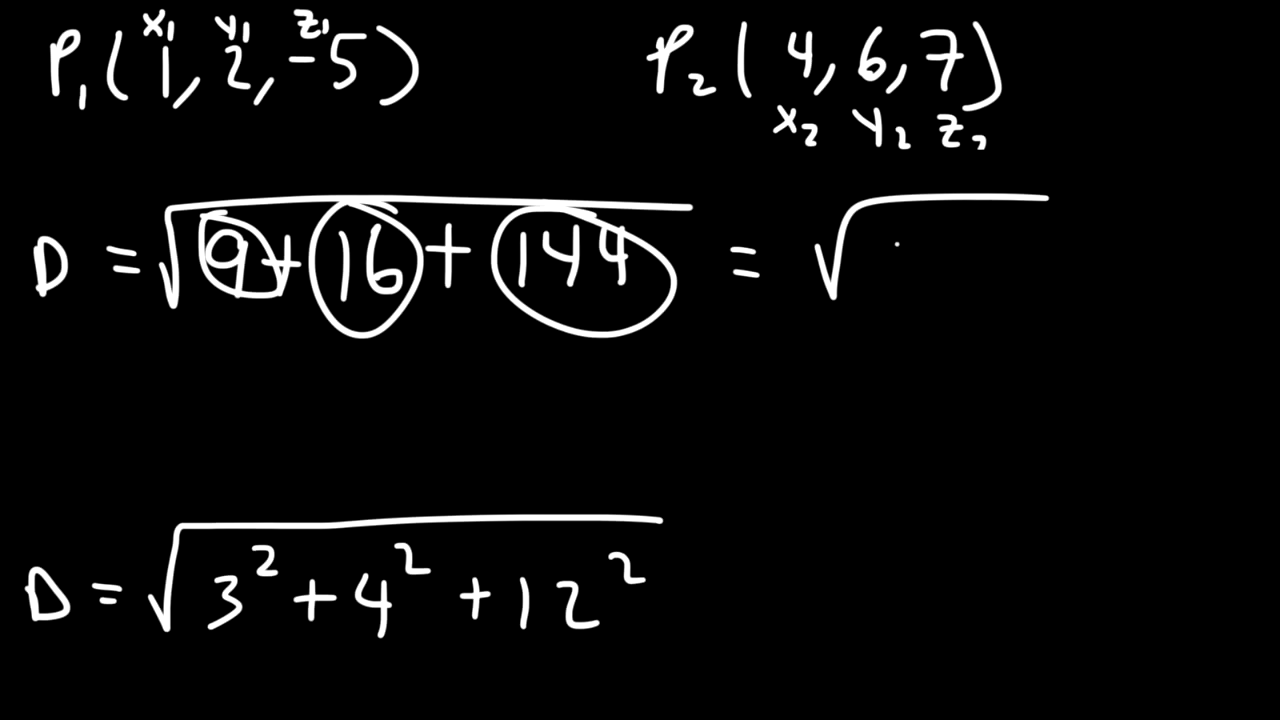 x₁ y₁ z₁
P₁(1, 2, -5) P₂(4, 6, 7)
x₂ y₂ z₂
D = √(9 + 16 + 144) = √
D = √(3² + 4² + 12²)